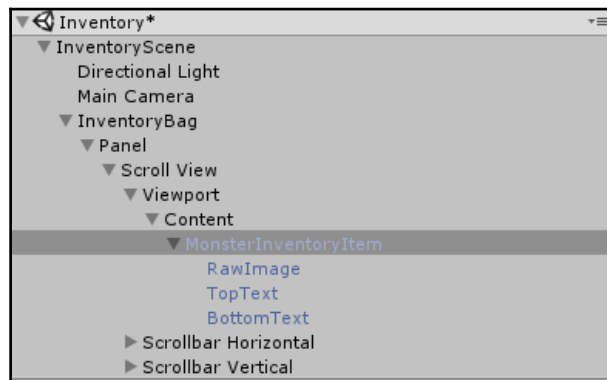 Inventory*
InventoryScene
Directional Light
Main Camera
InventoryBag
Panel
Scroll View
Viewport
Content
MonsterInventoryItem
RawImage
TopText
BottomText
Scrollbar Horizontal
Scrollbar Vertical